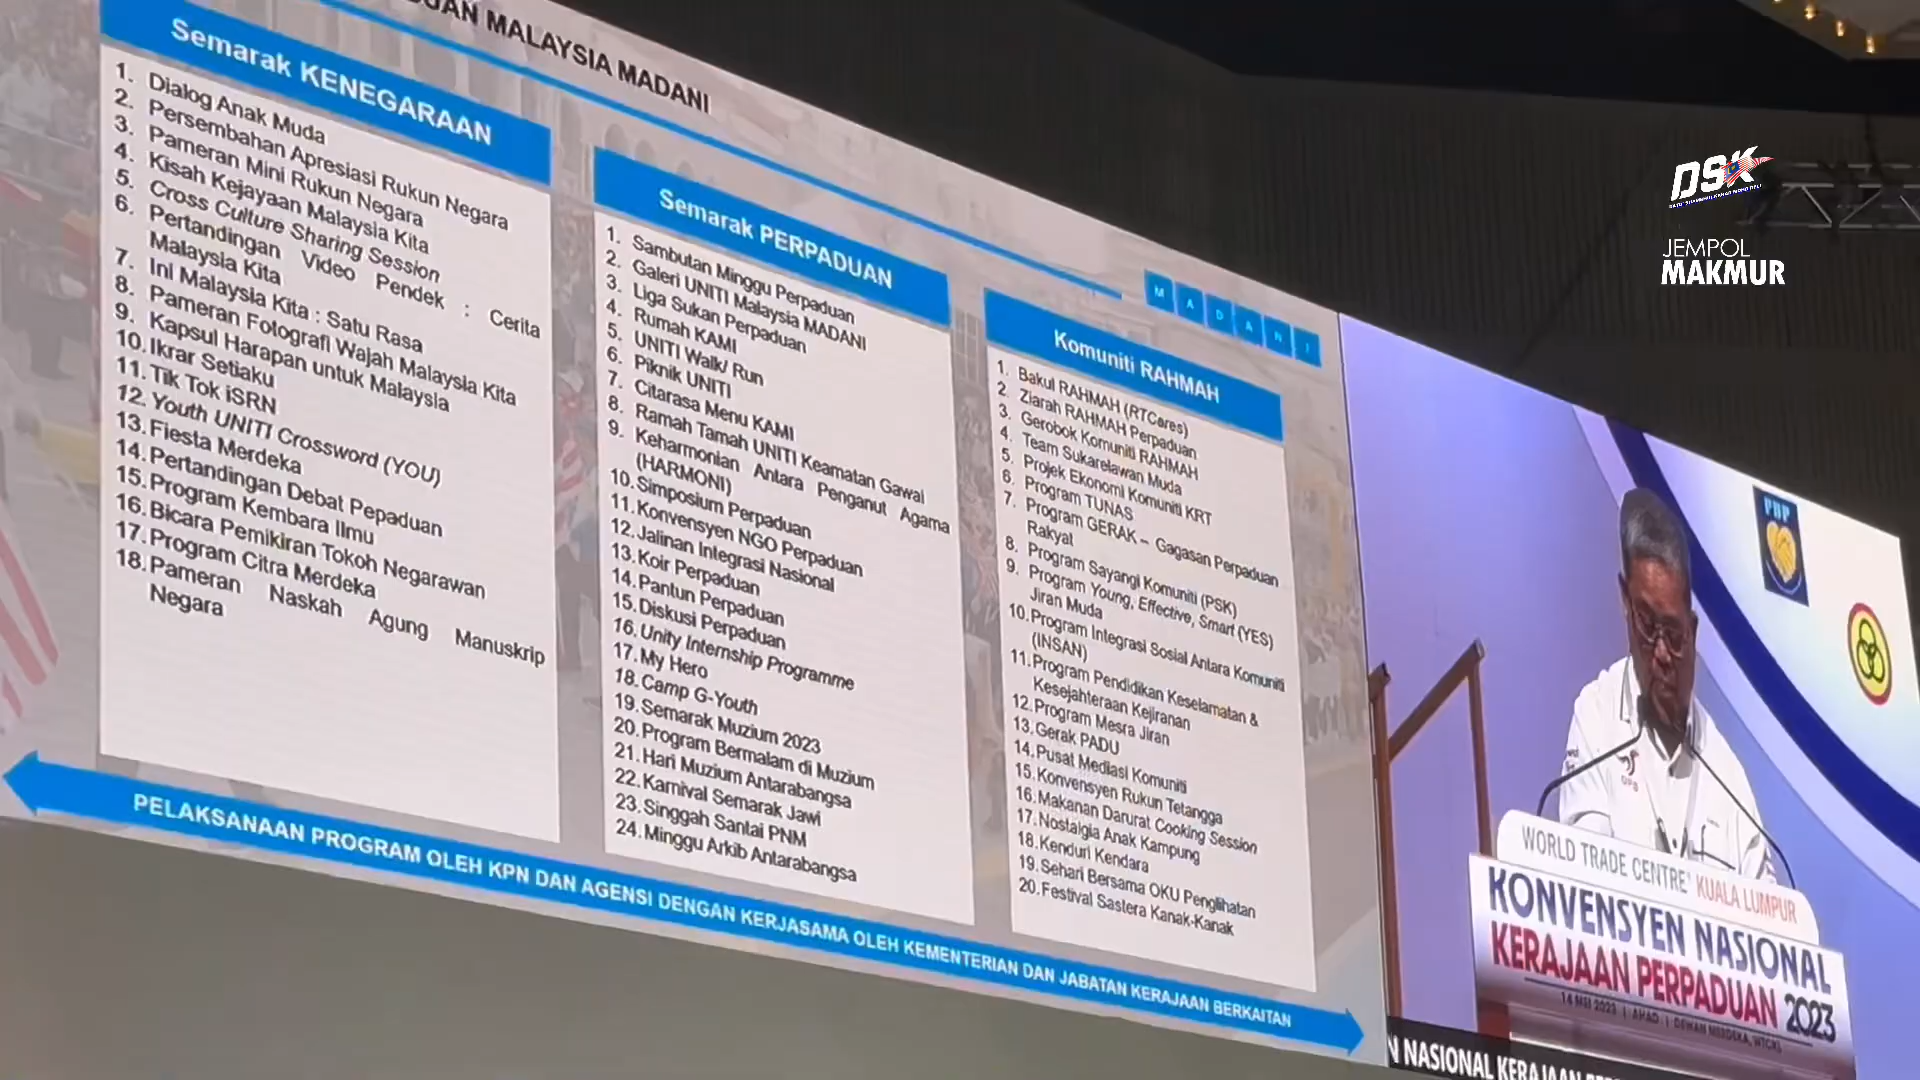 UAN MALAYSIA MADANI
Semarak KENEGARAAN
1. Dialog Anak Muda
2. Persembahan Apresiasi Rukun Negara
3. Pameran Mini Rukun Negara
4. Kisah Kejayaan Malaysia Kita
5. Cross Culture Sharing Session
6. Pertandingan Video Pendek : Cerita
Malaysia Kita
7. Ini Malaysia Kita : Satu Rasa
8. Pameran Fotografi Wajah Malaysia Kita
9. Kapsul Harapan untuk Malaysia
10. Ikrar Setiaku
11. Tik Tok iSRN
12. Youth UNITI Crossword (YOU)
13. Fiesta Merdeka
14. Pertandingan Debat Pepaduan
15. Program Kembara Ilmu
16. Bicara Pemikiran Tokoh Negarawan
17. Program Citra Merdeka
18. Pameran Naskah Agung Manuskrip
Negara
Semarak PERPADUAN
1. Sambutan Minggu Perpaduan
2. Galeri UNITI Malaysia MADANI
3. Liga Sukan Perpaduan
4. Rumah KAMI
5. UNITI Walk/ Run
6. Piknik UNITI
7. Citarasa Menu KAMI
8. Ramah Tamah UNITI Keamatan Gawai
9. Keharmonian Antara Penganut Agama
(HARMONI)
10. Simposium Perpaduan
11. Konvensyen NGO Perpaduan
12. Jalinan Integrasi Nasional
13. Koir Perpaduan
14. Pantun Perpaduan
15. Diskusi Perpaduan
16. Unity Internship Programme
17. My Hero
18. Camp G-Youth
19. Semarak Muzium 2023
20. Program Bermalam di Muzium
21. Hari Muzium Antarabangsa
22. Karnival Semarak Jawi
23. Singgah Santai PNM
24. Minggu Arkib Antarabangsa
M A D A N I
Komuniti RAHMAH
1. Bakul RAHMAH (RTCares)
2. Ziarah RAHMAH Perpaduan
3. Gerobok Komuniti RAHMAH
4. Team Sukarelawan Muda
5. Projek Ekonomi Komuniti KRT
6. Program TUNAS
7. Program GERAK – Gagasan Perpaduan
Rakyat
8. Program Sayangi Komuniti (PSK)
9. Program Young, Effective, Smart (YES)
Jiran Muda
10. Program Integrasi Sosial Antara Komuniti
(INSAN)
11. Program Pendidikan Keselamatan &
Kesejahteraan Kejiranan
12. Program Mesra Jiran
13. Gerak PADU
14. Pusat Mediasi Komuniti
15. Konvensyen Rukun Tetangga
16. Makanan Darurat Cooking Session
17. Nostalgia Anak Kampung
18. Kenduri Kendara
19. Sehari Bersama OKU Penglihatan
20. Festival Sastera Kanak-Kanak
PELAKSANAAN PROGRAM OLEH KPN DAN AGENSI DENGAN KERJASAMA OLEH KEMENTERIAN DAN JABATAN KERAJAAN BERKAITAN
DSK
JEMPOL
MAKMUR
PBP
WORLD TRADE CENTRE KUALA LUMPUR
KONVENSYEN NASIONAL
KERAJAAN PERPADUAN 2023
14 MEI 2023 | AHAD | DEWAN MERDEKA, WTCKL
N NASIONAL KERAJAAN